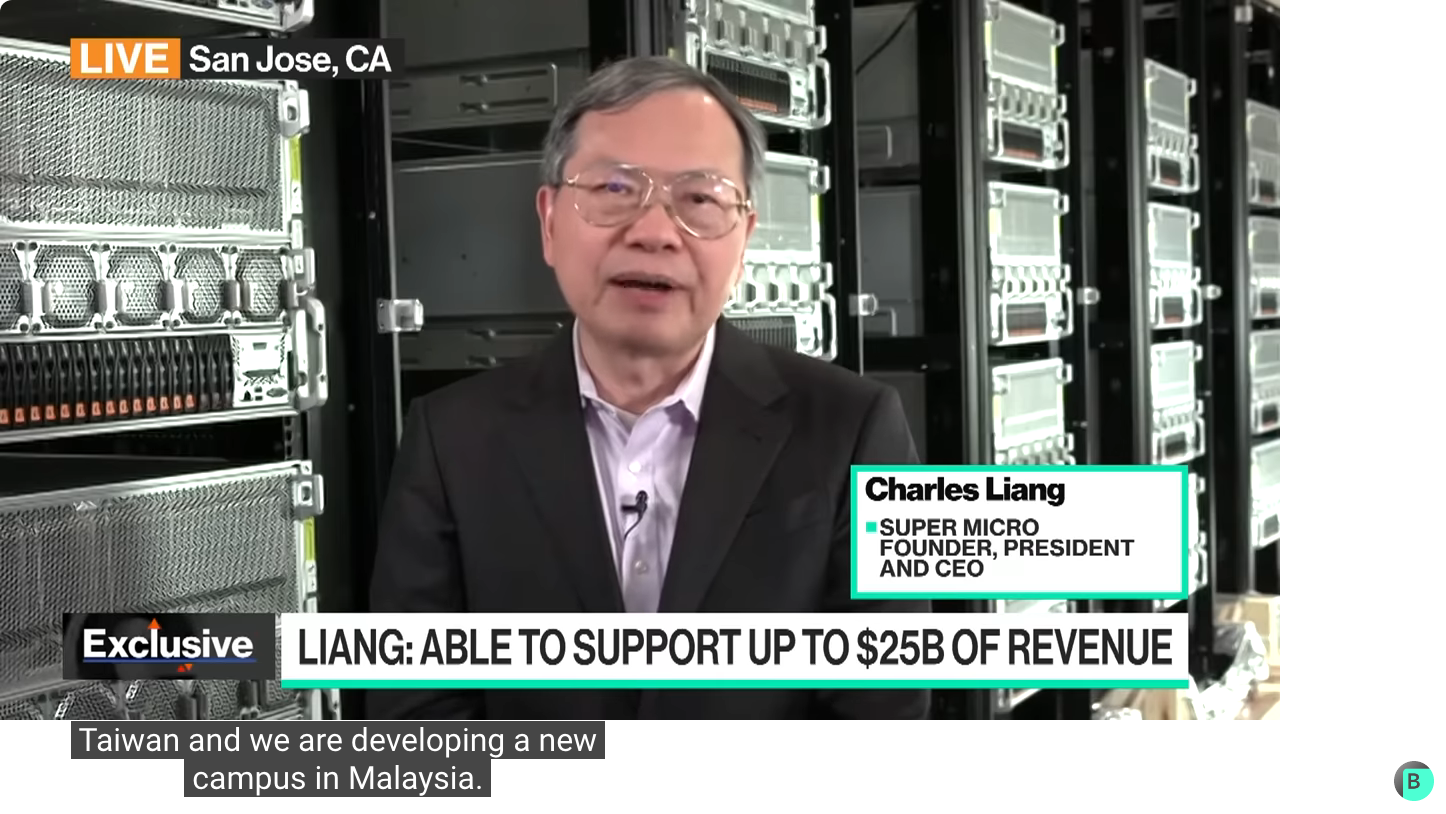 LIVE San Jose, CA
Charles Liang
SUPER MICRO
FOUNDER, PRESIDENT
AND CEO
Exclusive
LIANG: ABLE TO SUPPORT UP TO $25B OF REVENUE
Taiwan and we are developing a new
campus in Malaysia.
B